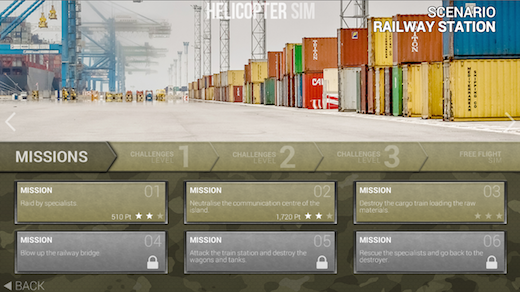 HELICOPTER SIM
SCENARIO
RAILWAY STATION
MISSIONS
CHALLENGES 1
CHALLENGES LEVEL 2
CHALLENGES LEVEL 3
FREE FLIGHT
MISSION 01
Raid by specialists.
510 Pt
MISSION 02
Neutralise the communication centre of the
island.
1,720 Pt
MISSION 03
Destroy the cargo train loading the raw
materials.
MISSION 04
Blow up the railway bridge.
MISSION 05
Attack the train station and destroy the
wagons and tanks.
MISSION 06
Rescue the specialists and go back to the
destroyer.
BACK